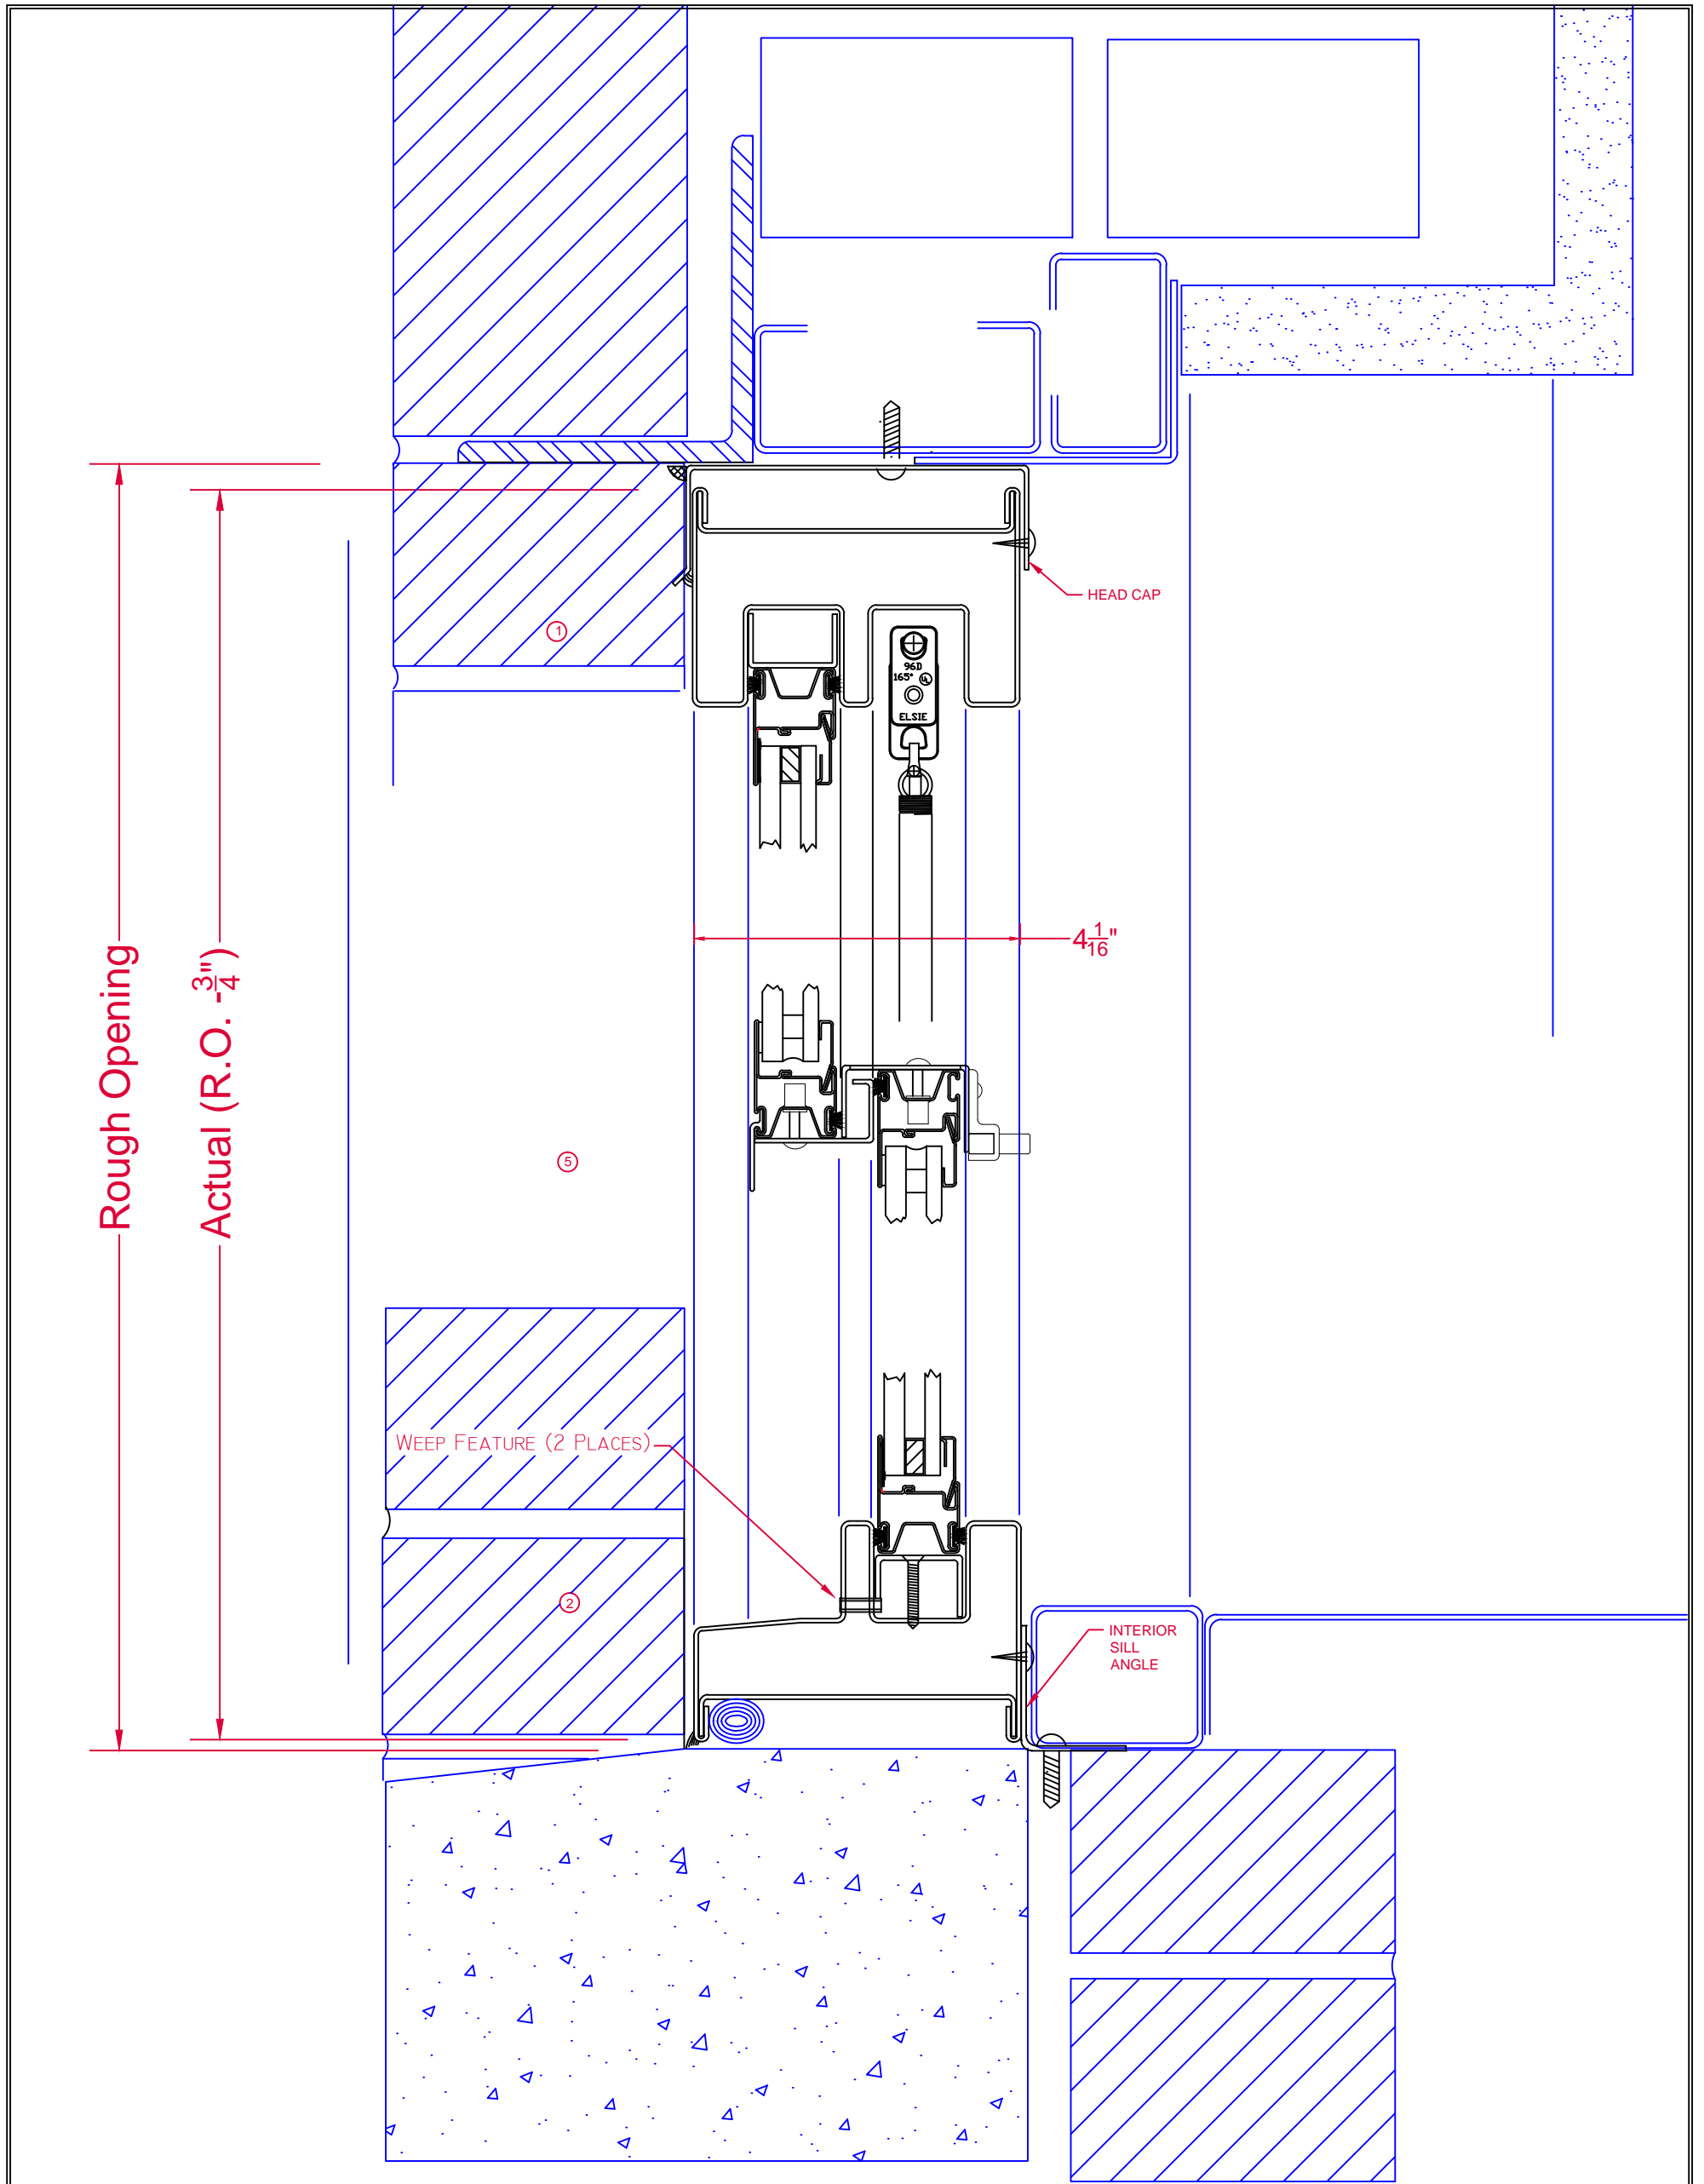 HEAD CAP
1
96D
165° UL
ELSIE
4 1/16"
Rough Opening
Actual (R.O. -3/4")
5
WEEP FEATURE (2 PLACES)
2
INTERIOR
SILL
ANGLE